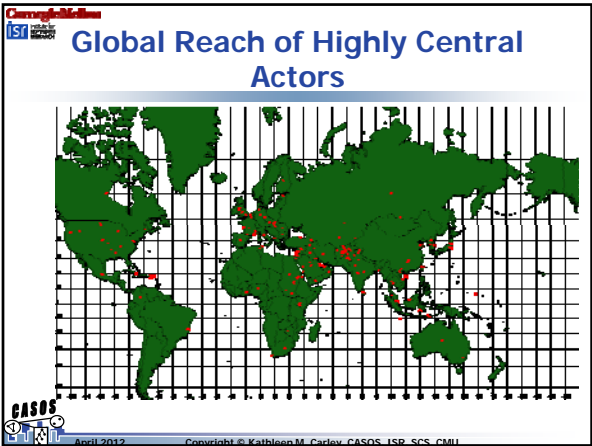 Carnegie Mellon
isr
Global Reach of Highly Central
Actors
CASOS
April 2012 Copyright © Kathleen M. Carley, CASOS, ISR, SCS, CMU